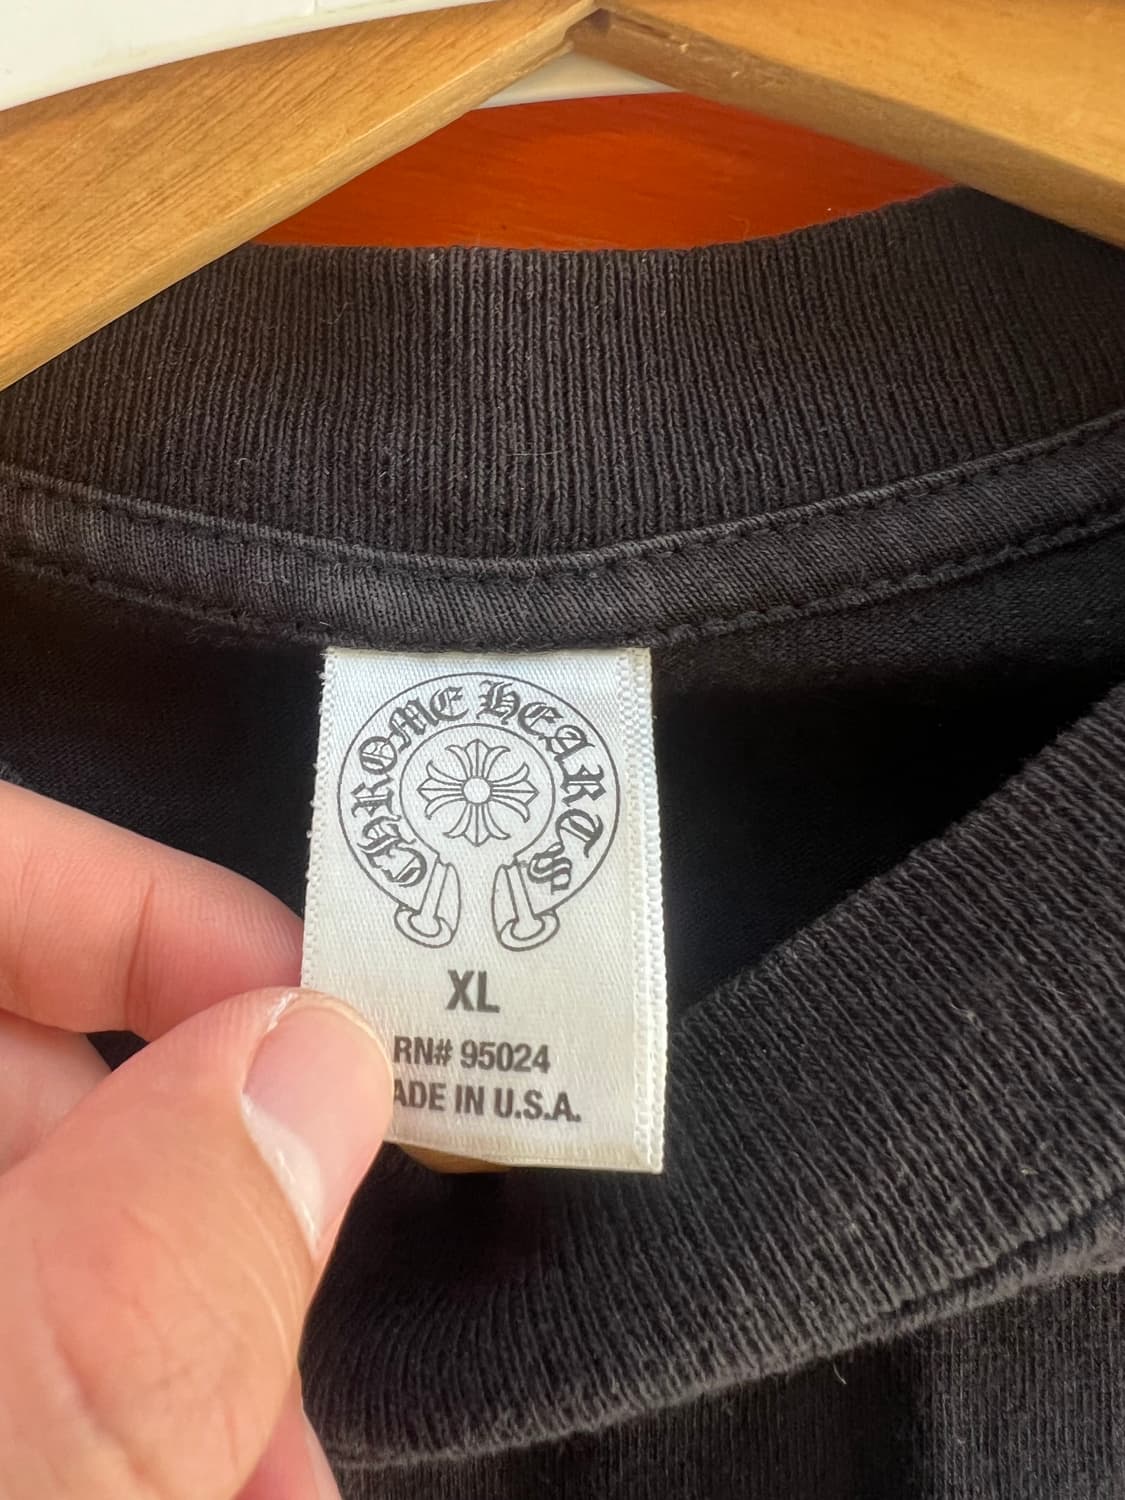 CHROME HEARTS
XL
RN# 95024
ADE IN U.S.A.